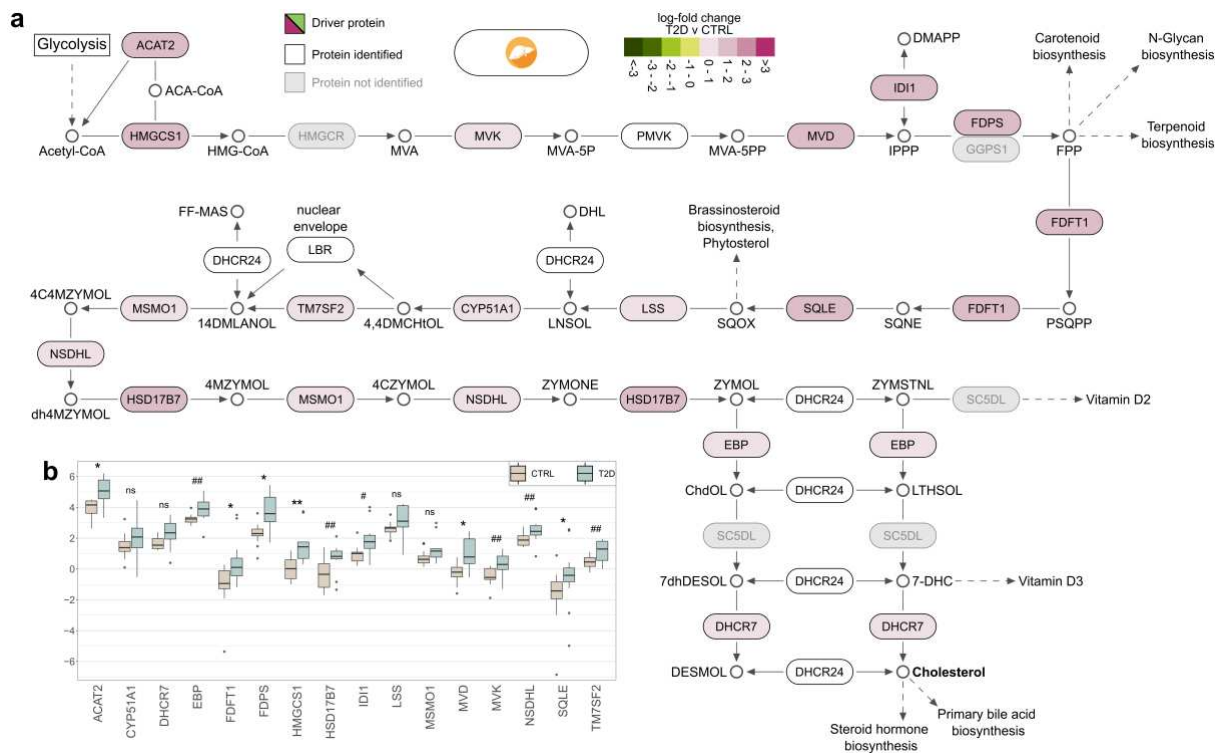 a
Driver protein
Protein identified
Protein not identified
log-fold change
T2D v CTRL
<-3
-3 - -2
-2 - -1
-1 - 0
0 - 1
1 - 2
2 - 3
>3
Glycolysis
ACAT2
ACA-CoA
DMAPP
Carotenoid
biosynthesis
N-Glycan
biosynthesis
IDI1
HMGCS1
HMGCR
MVK
PMVK
MVD
FDPS
GGPS1
Acetyl-CoA
HMG-CoA
MVA
MVA-5P
MVA-5PP
IPPP
FPP
Terpenoid
biosynthesis
FF-MAS
nuclear
envelope
DHL
Brassinosteroid
biosynthesis,
Phytosterol
FDFT1
DHCR24
LBR
DHCR24
4C4MZYMOL
MSMO1
TM7SF2
CYP51A1
LSS
SQLE
FDFT1
14DMLANOL
4,4DMCHtOL
LNSOL
SQOX
SQNE
PSQPP
NSDHL
4MZYMOL
4CZYMOL
ZYMONE
ZYMOL
ZYMSTNL
HSD17B7
MSMO1
NSDHL
HSD17B7
DHCR24
SC5DL
Vitamin D2
dh4MZYMOL
EBP
EBP
ChdOL
DHCR24
LTHSOL
SC5DL
SC5DL
7dhDESOL
DHCR24
7-DHC
Vitamin D3
DHCR7
DHCR7
DESMOL
DHCR24
Cholesterol
Steroid hormone
biosynthesis
Primary bile acid
biosynthesis
b
CTRL
T2D
6
4
2
0
−2
−4
−6
*
ns
ns
##
*
*
**
##
#
ns
ns
*
##
##
*
##
ACAT2
CYP51A1
DHCR7
EBP
FDFT1
FDPS
HMGCS1
HSD17B7
IDI1
LSS
MSMO1
MVD
MVK
NSDHL
SQLE
TM7SF2